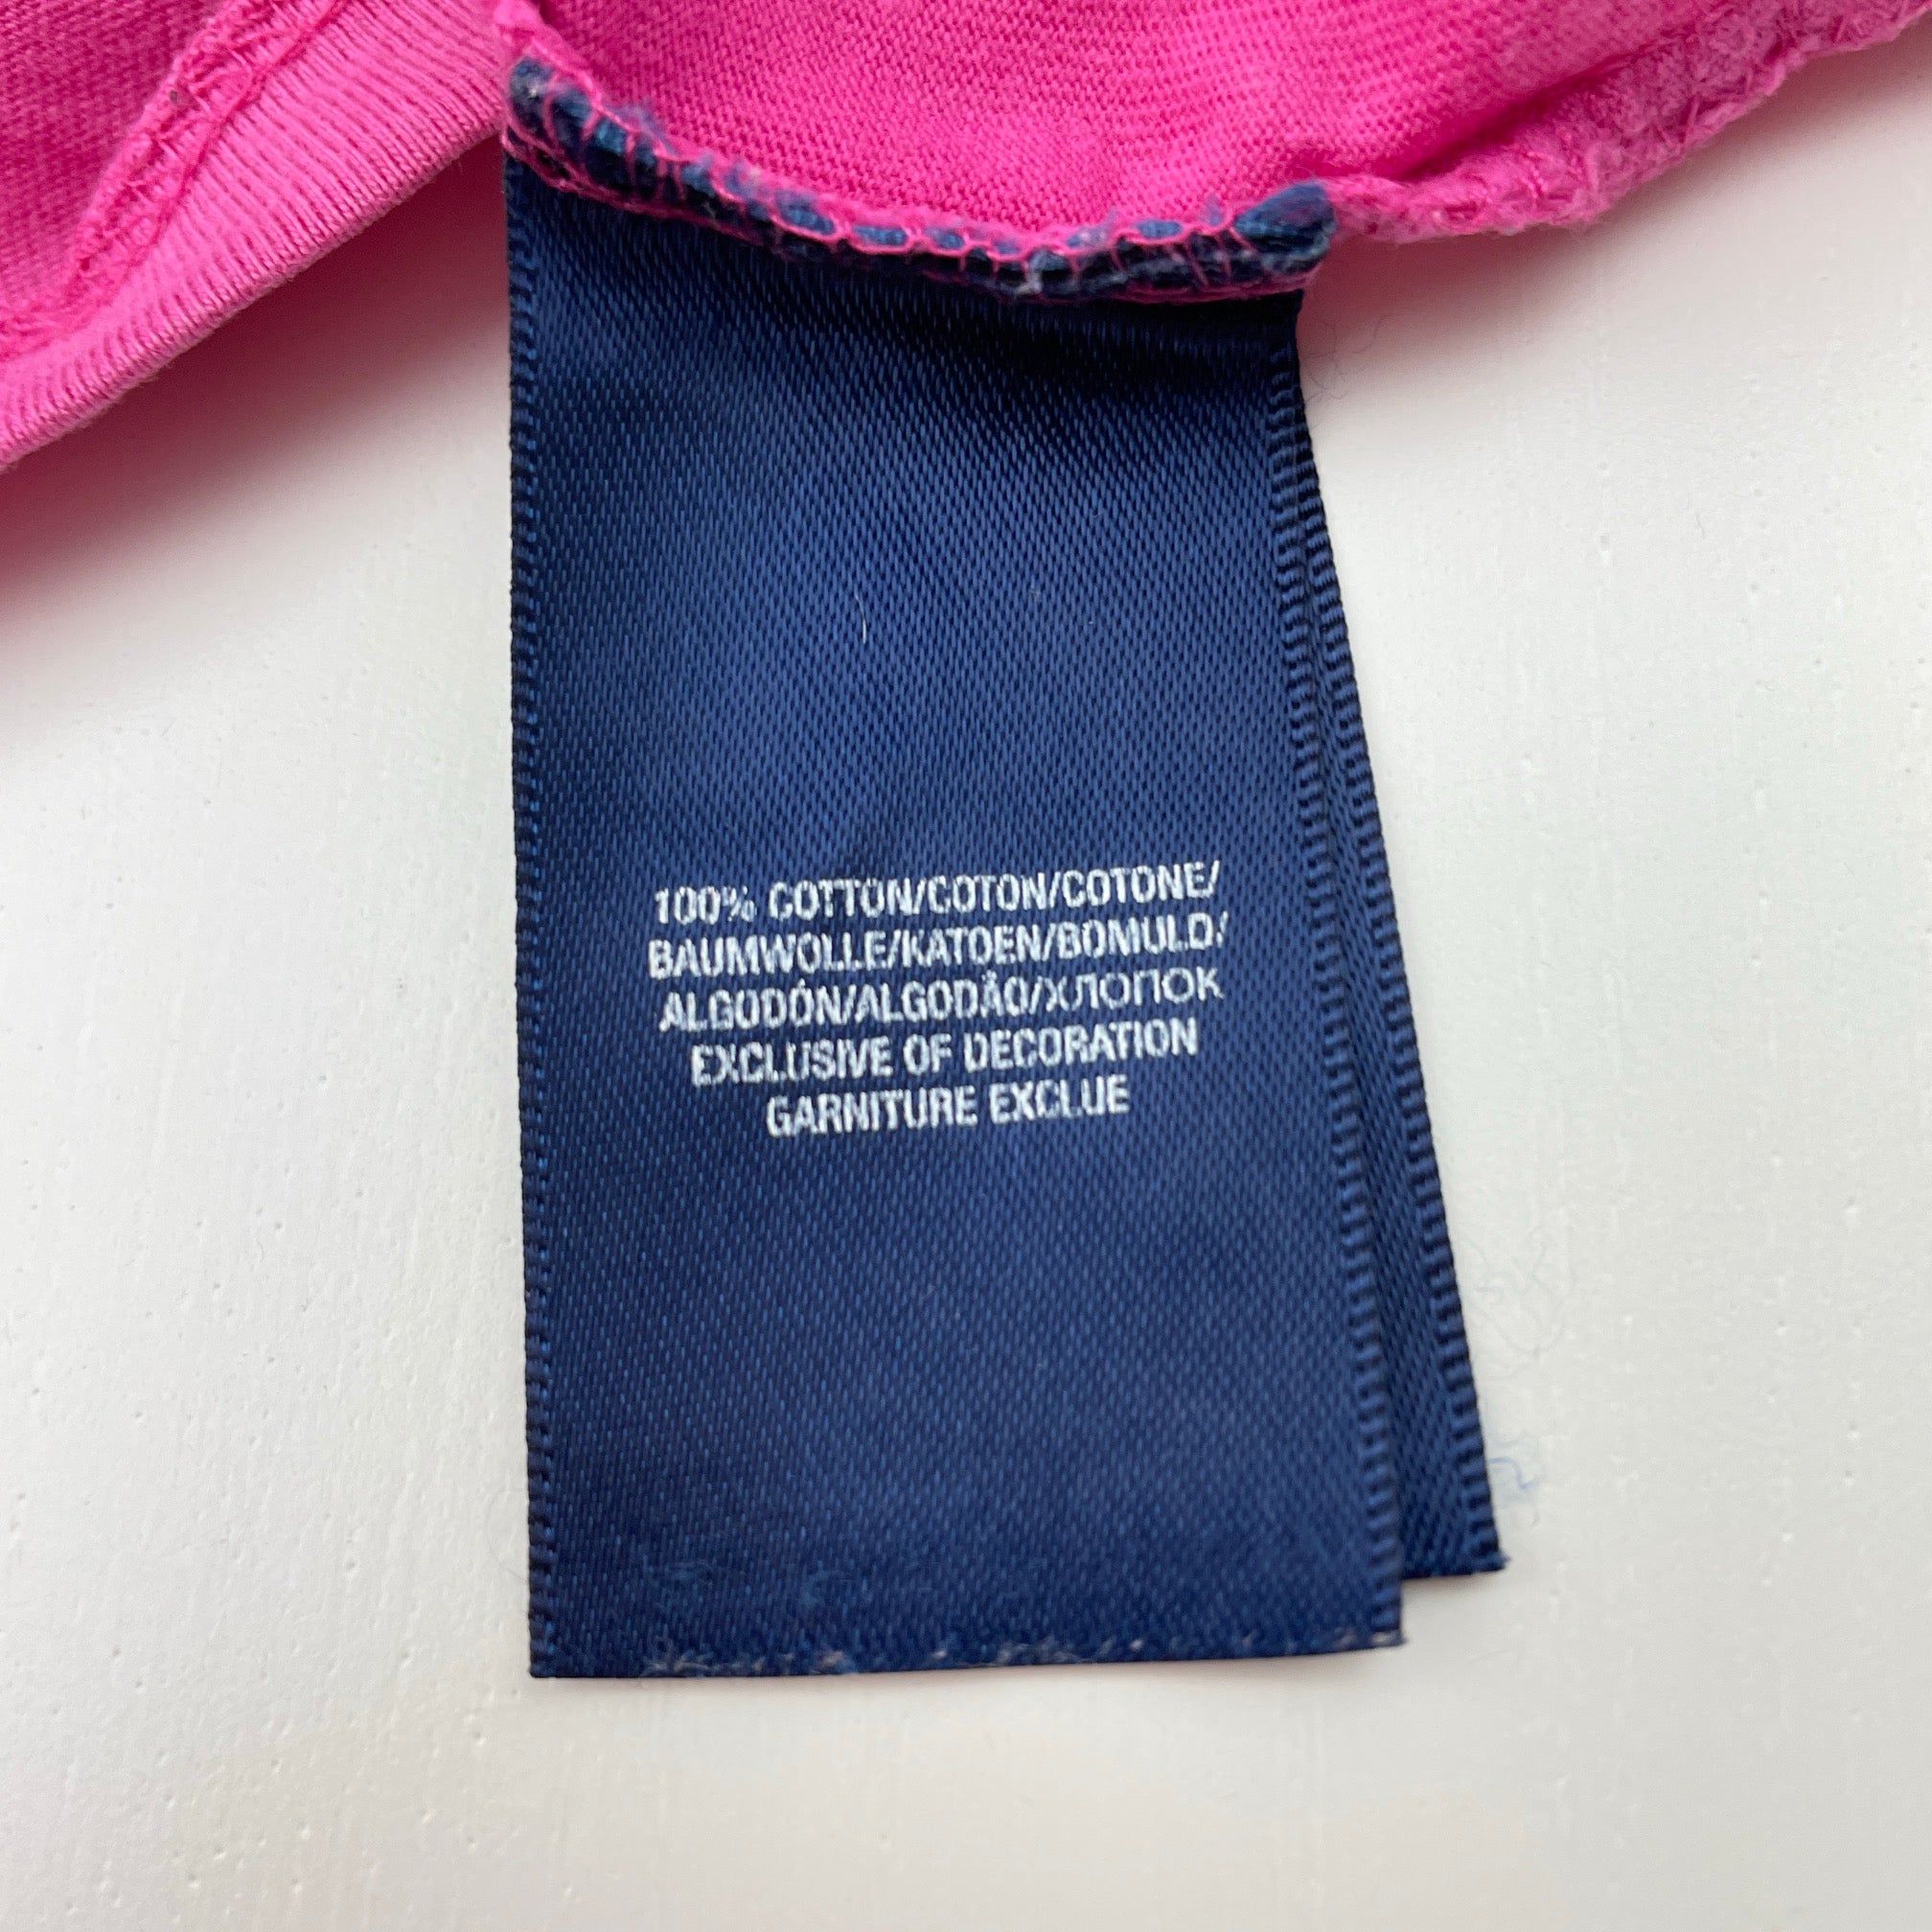 100% COTTON/COTON/COTONE/
BAUMWOLLE/KATOEN/BOMULD/
ALGODÓN/ALGODÃO/ХЛОПОК
EXCLUSIVE OF DECORATION
GARNITURE EXCLUE